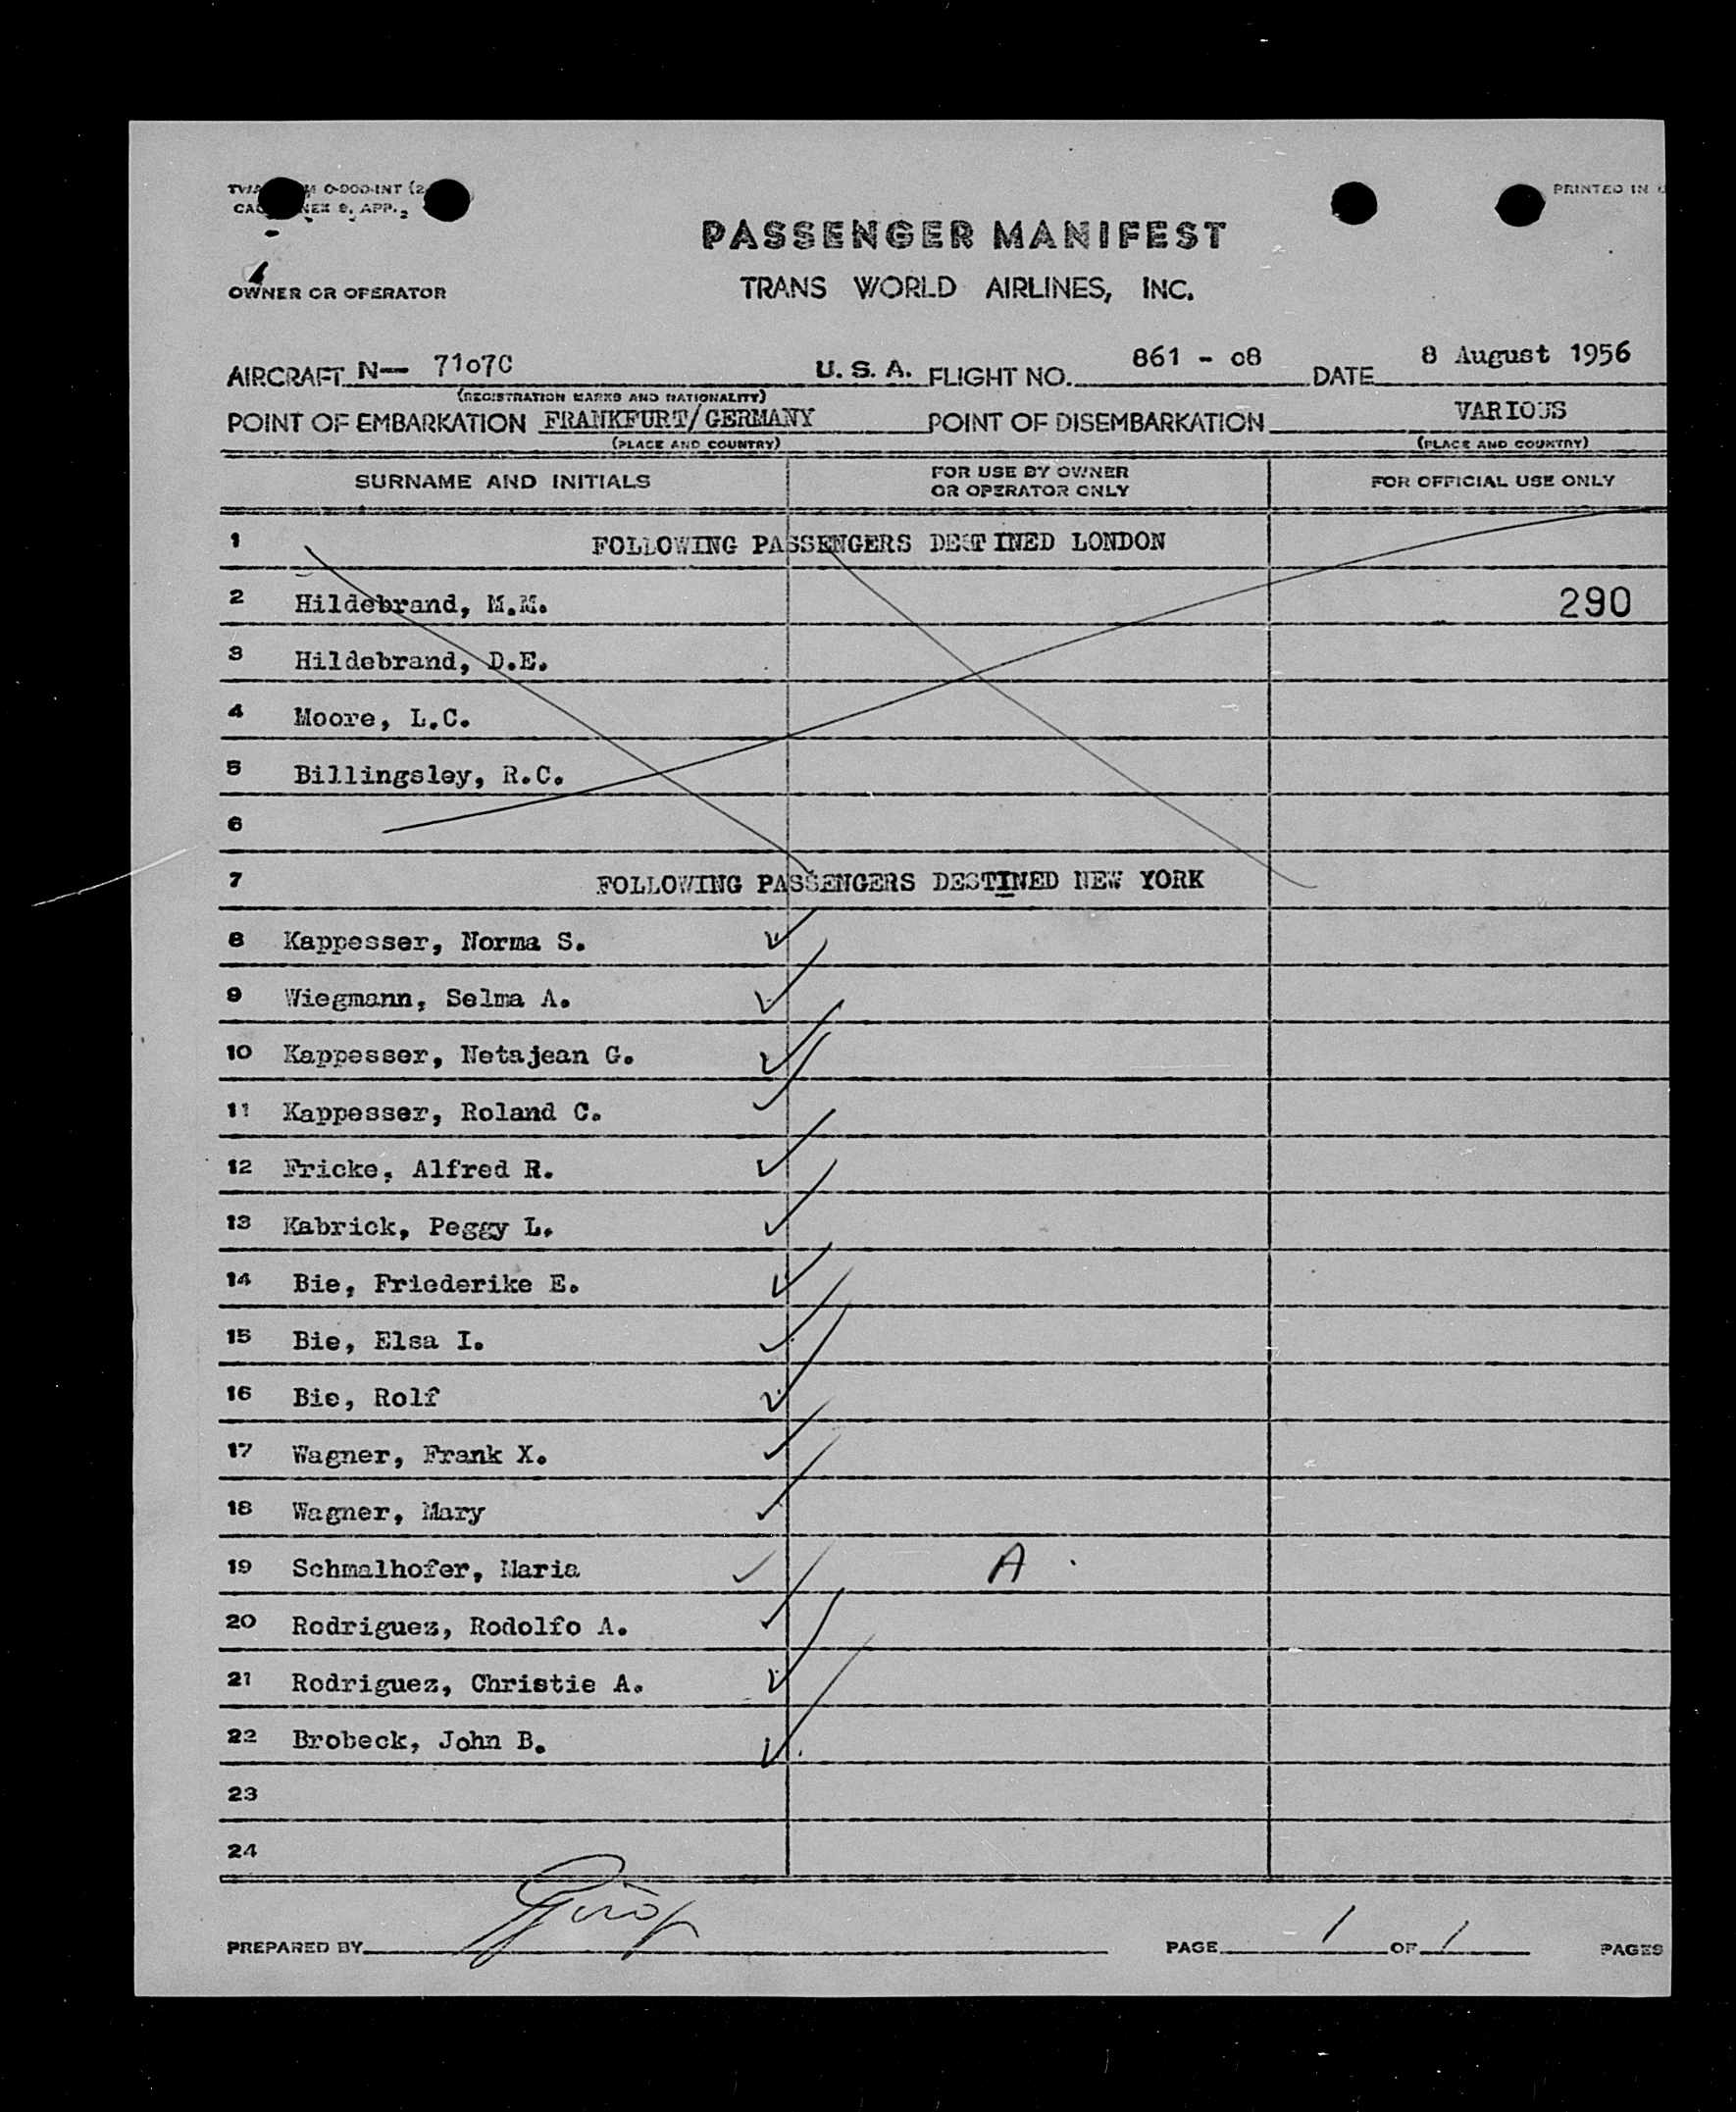 PRINTED IN
PASSENGER MANIFEST
OWNER OR OPERATOR TRANS WORLD AIRLINES, INC.
AIRCRAFT N— 7107C U. S. A. FLIGHT NO. 861 - 08 DATE 8 August 1956
(REGISTRATION MARKS AND NATIONALITY)
POINT OF EMBARKATION FRANKFURT/GERMANY POINT OF DISEMBARKATION VARIOUS
(PLACE AND COUNTRY) (PLACE AND COUNTRY)
SURNAME AND INITIALS FOR USE BY OWNER OR OPERATOR ONLY FOR OFFICIAL USE ONLY
1 FOLLOWING PASSENGERS DESTINED LONDON
2 Hildebrand, M.M. 290
3 Hildebrand, D.E.
4 Moore, L.C.
5 Billingsley, R.C.
6
7 FOLLOWING PASSENGERS DESTINED NEW YORK
8 Kappesser, Norma S. ✓
9 Wiegmann, Selma A. ✓
10 Kappesser, Netajean G. ✓
11 Kappesser, Roland C. ✓
12 Fricke, Alfred R. ✓
13 Kabrick, Peggy L. ✓
14 Bie, Friederike E. ✓
15 Bie, Elsa I. ✓
16 Bie, Rolf ✓
17 Wagner, Frank X. ✓
18 Wagner, Mary ✓
19 Schmalhofer, Maria ✓ A
20 Rodriguez, Rodolfo A. ✓
21 Rodriguez, Christie A. ✓
22 Brobeck, John B. ✓
23
24
PREPARED BY PAGE 1 OF 1 PAGES